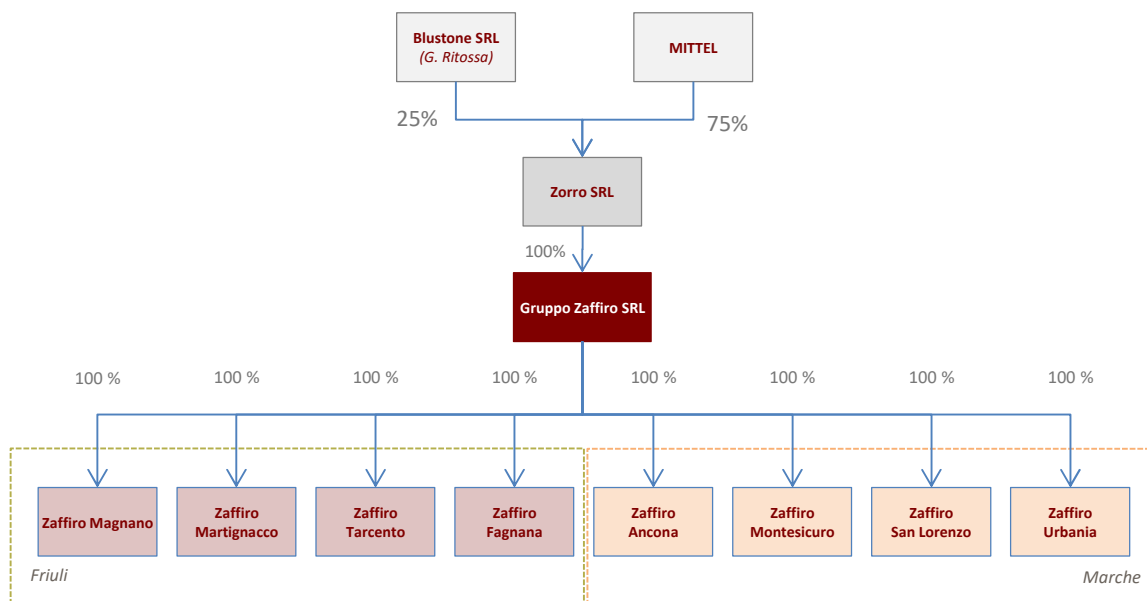 Blustone SRL
(G. Ritossa)
MITTEL
25%
75%
Zorro SRL
100%
Gruppo Zaffiro SRL
100 %
100 %
100 %
100 %
100 %
100 %
100 %
100 %
Zaffiro Magnano
Zaffiro
Martignacco
Zaffiro
Tarcento
Zaffiro
Fagnana
Zaffiro
Ancona
Zaffiro
Montesicuro
Zaffiro
San Lorenzo
Zaffiro
Urbania
Friuli
Marche